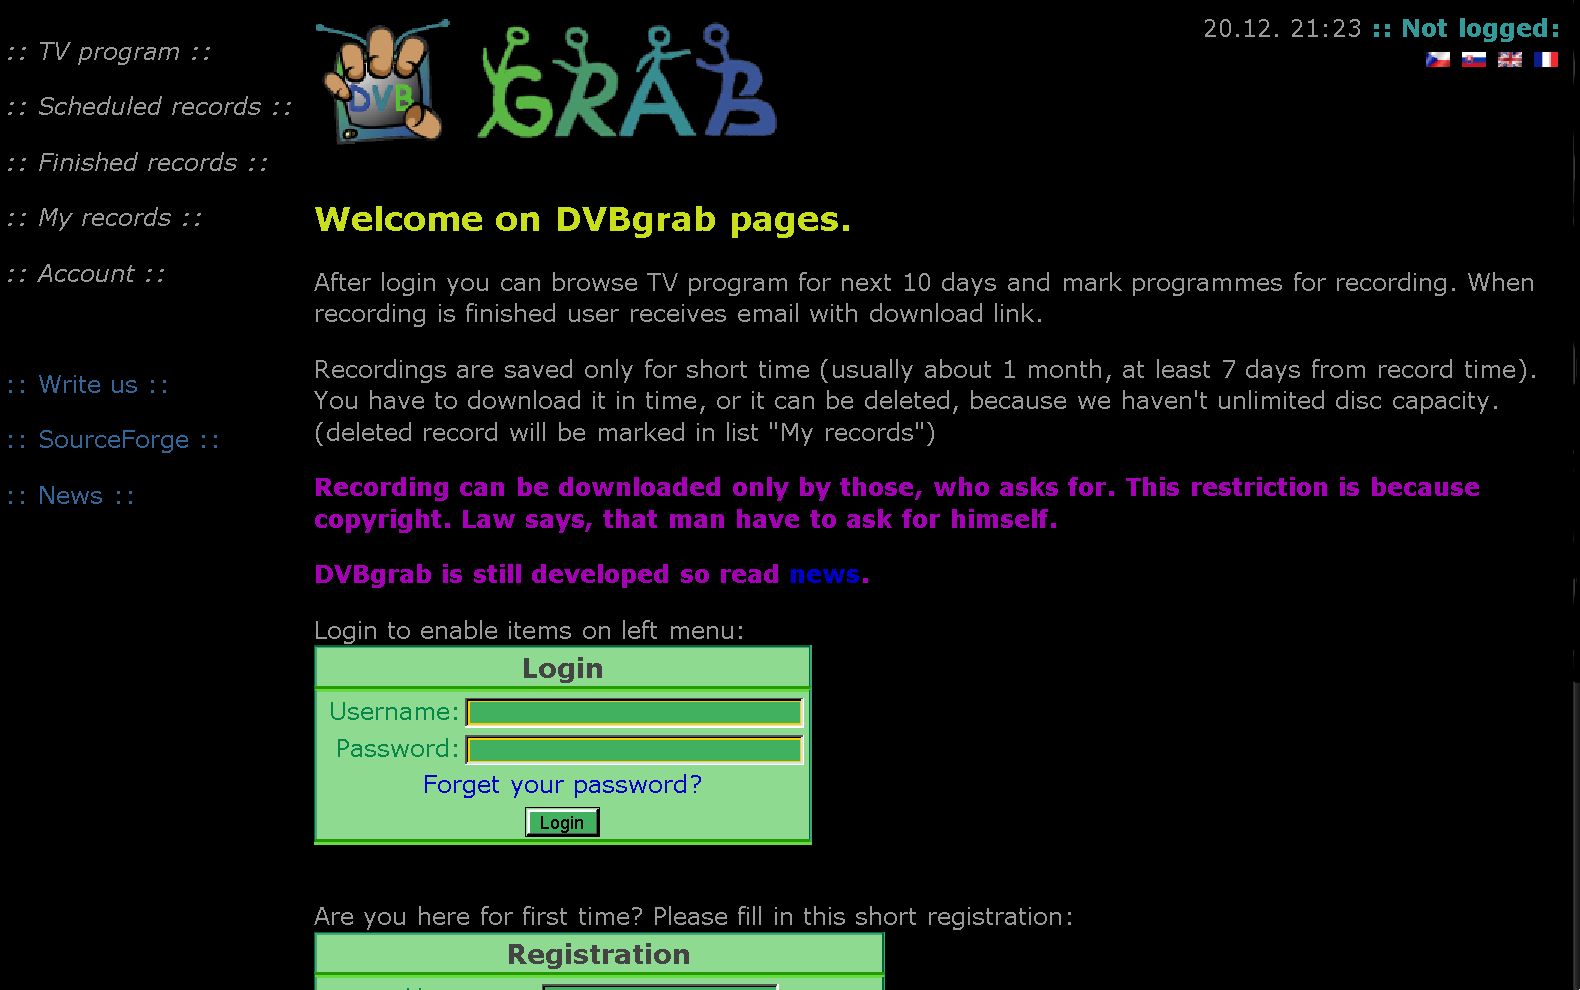 20.12. 21:23 :: Not logged:
:: TV program ::
:: Scheduled records ::
:: Finished records ::
:: My records ::
:: Account ::
:: Write us ::
:: SourceForge ::
:: News ::
DVB GRAB
Welcome on DVBgrab pages.
After login you can browse TV program for next 10 days and mark programmes for recording. When
recording is finished user receives email with download link.
Recordings are saved only for short time (usually about 1 month, at least 7 days from record time).
You have to download it in time, or it can be deleted, because we haven't unlimited disc capacity.
(deleted record will be marked in list "My records")
Recording can be downloaded only by those, who asks for. This restriction is because
copyright. Law says, that man have to ask for himself.
DVBgrab is still developed so read news.
Login to enable items on left menu:
Login
Username:
Password:
Forget your password?
Login
Are you here for first time? Please fill in this short registration:
Registration